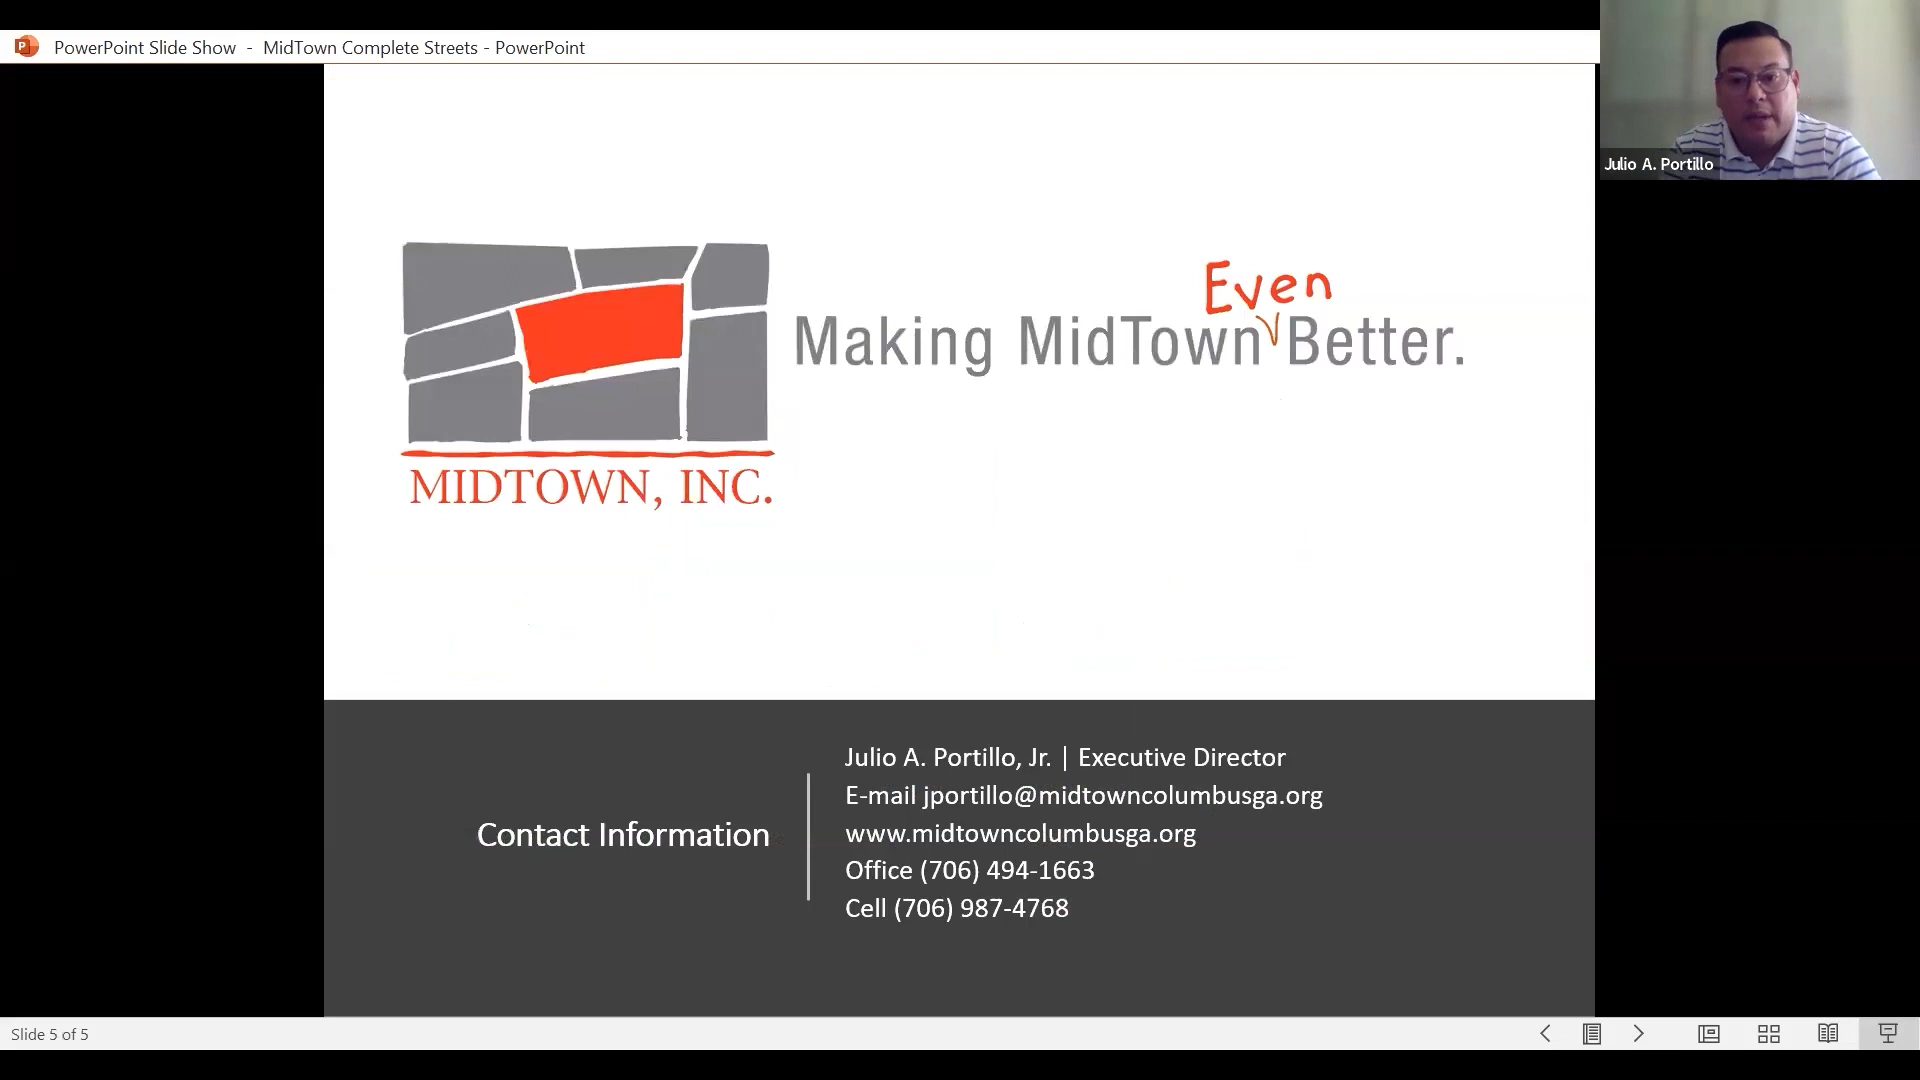 PowerPoint Slide Show - MidTown Complete Streets - PowerPoint
Julio A. Portillo
Even
Making MidTown Better.
MIDTOWN, INC.
Contact Information
Julio A. Portillo, Jr. | Executive Director
E-mail jportillo@midtowncolumbusga.org
www.midtowncolumbusga.org
Office (706) 494-1663
Cell (706) 987-4768
Slide 5 of 5